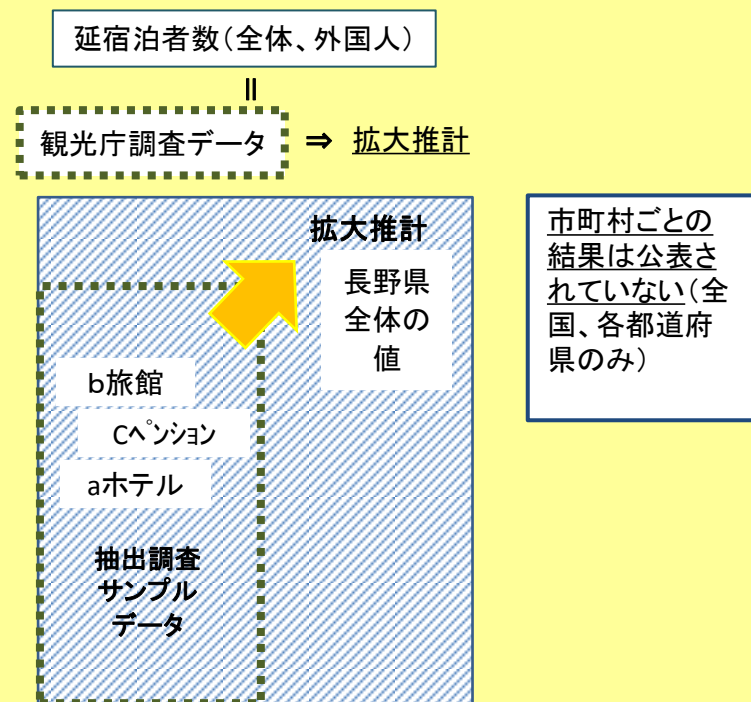 延宿泊者数(全体、外国人)
=
観光庁調査データ ⇒ 拡大推計
拡大推計
長野県
全体の
値
b旅館
Cペンション
aホテル
抽出調査
サンプル
データ
市町村ごとの
結果は公表さ
れていない(全
国、各都道府
県のみ)